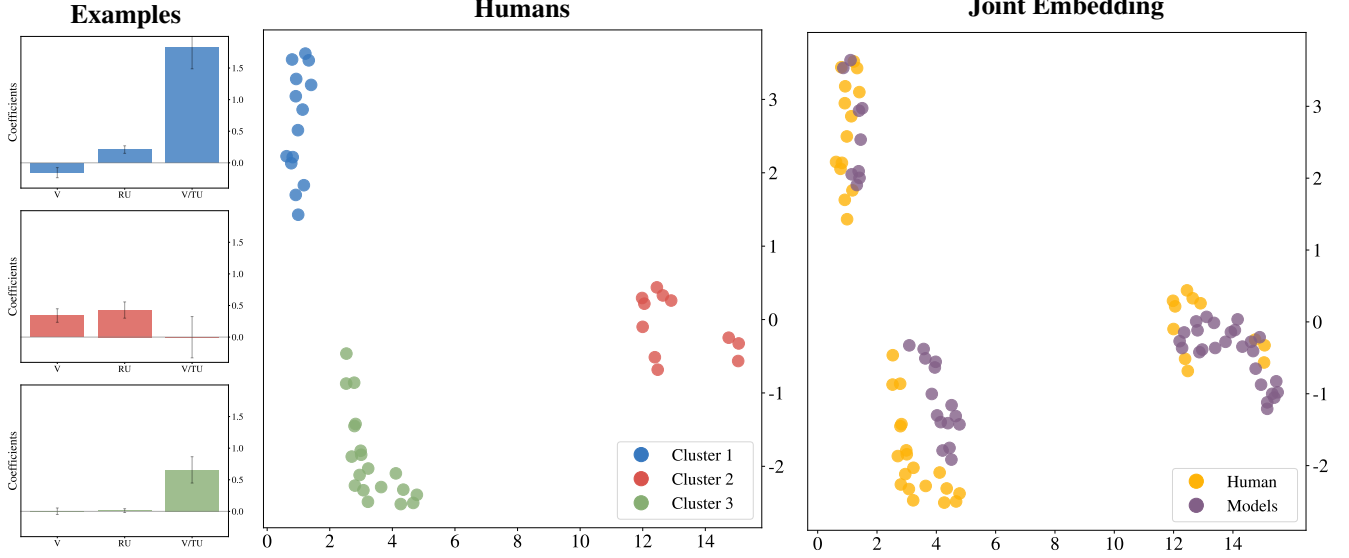 Examples
Humans
Joint Embedding
Coefficients
1.5
1.0
0.5
0.0
V
RU
V/TU
Coefficients
1.5
1.0
0.5
0.0
V
RU
V/TU
Coefficients
1.5
1.0
0.5
0.0
V
RU
V/TU
3
2
1
0
-1
-2
0
2
4
6
8
10
12
14
Cluster 1
Cluster 2
Cluster 3
3
2
1
0
-1
-2
0
2
4
6
8
10
12
14
Human
Models